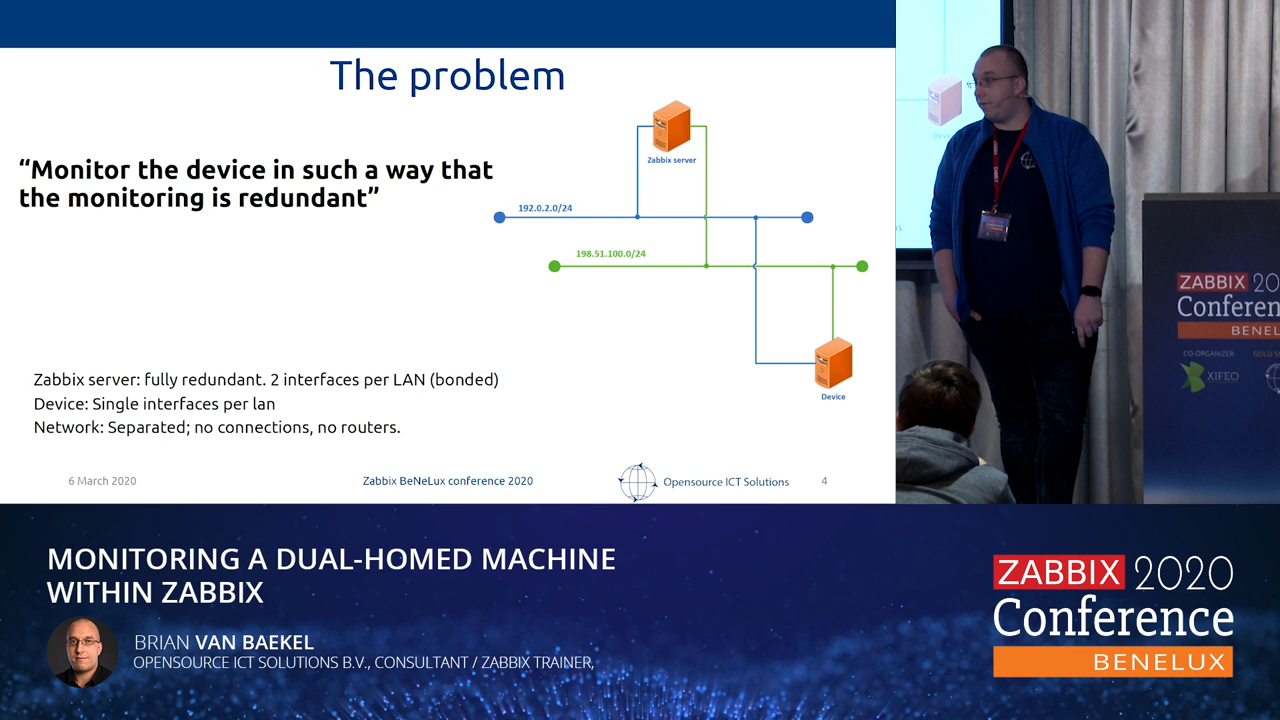 The problem
“Monitor the device in such a way that
the monitoring is redundant”
Zabbix server
192.0.2.0/24
198.51.100.0/24
Device
Zabbix server: fully redundant. 2 interfaces per LAN (bonded)
Device: Single interfaces per lan
Network: Separated; no connections, no routers.
6 March 2020
Zabbix BeNeLux conference 2020
Opensource ICT Solutions
4
ZABBIX 20
Conferen
BENEL
CO-ORGANIZER
XIFEO
MONITORING A DUAL-HOMED MACHINE
WITHIN ZABBIX
BRIAN VAN BAEKEL
OPENSOURCE ICT SOLUTIONS B.V., CONSULTANT / ZABBIX TRAINER,
ZABBIX 2020
Conference
BENELUX